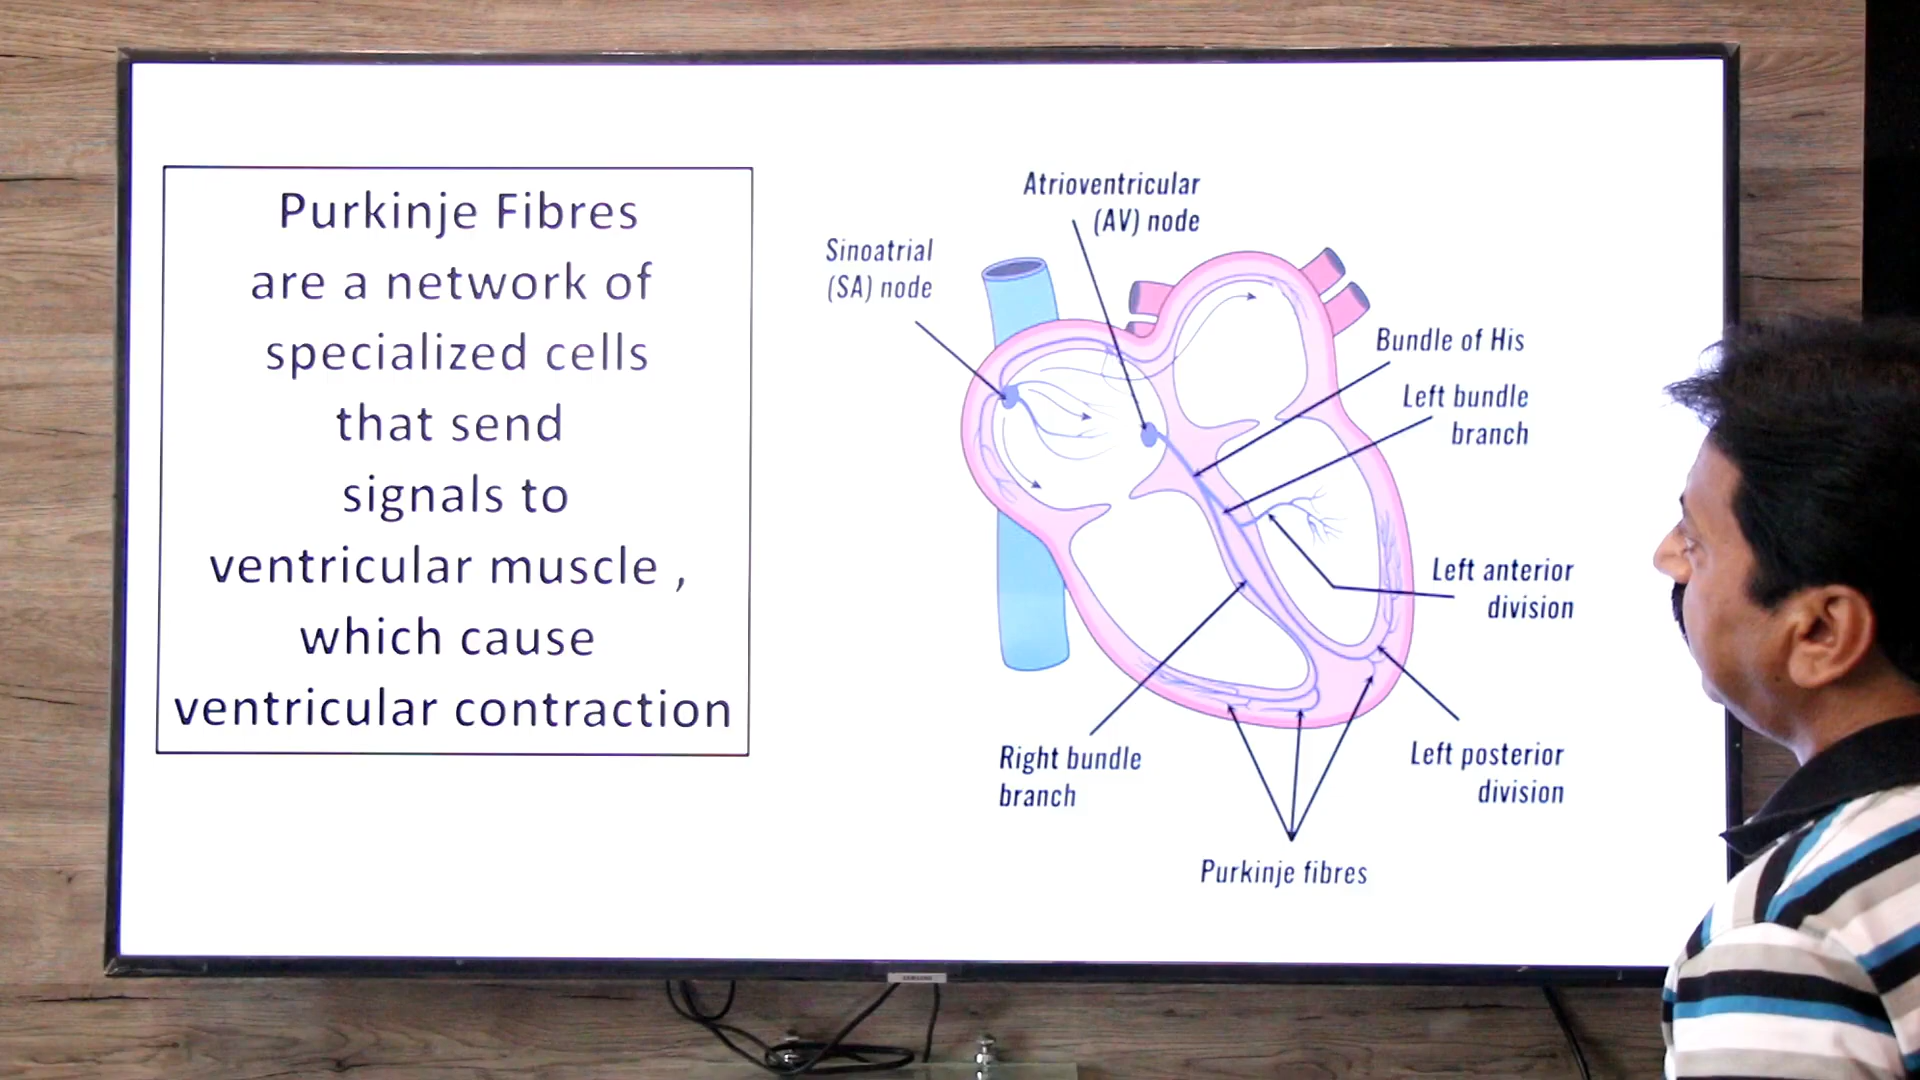 Purkinje Fibres
are a network of
specialized cells
that send
signals to
ventricular muscle ,
which cause
ventricular contraction
Atrioventricular
(AV) node
Sinoatrial
(SA) node
Bundle of His
Left bundle
branch
Left anterior
division
Left posterior
division
Right bundle
branch
Purkinje fibres
SAMSUNG